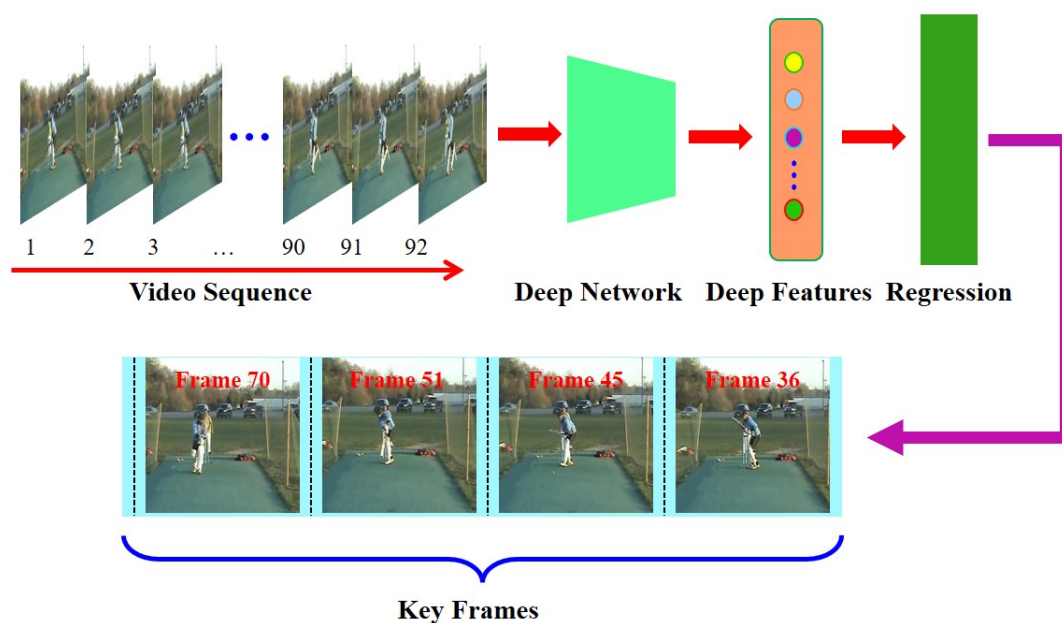 1 2 3 … 90 91 92
Video Sequence
Deep Network
Deep Features
Regression
Frame 70
Frame 51
Frame 45
Frame 36
Key Frames